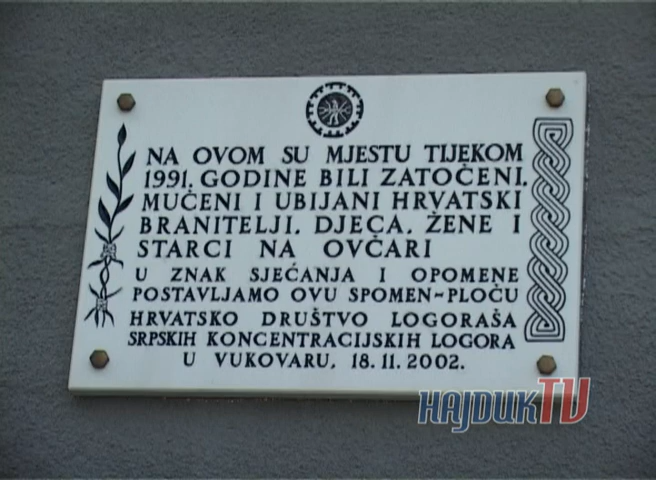 NA OVOM SU MJESTU TIJEKOM
1991. GODINE BILI ZATOČENI,
MUČENI I UBIJANI HRVATSKI
BRANITELJI, DJECA, ŽENE I
STARCI NA OVČARI
U ZNAK SJEĆANJA I OPOMENE
POSTAVLJAMO OVU SPOMEN-PLOČU
HRVATSKO DRUŠTVO LOGORAŠA
SRPSKIH KONCENTRACIJSKIH LOGORA
U VUKOVARU, 18.11.2002.
HAJDUKTV